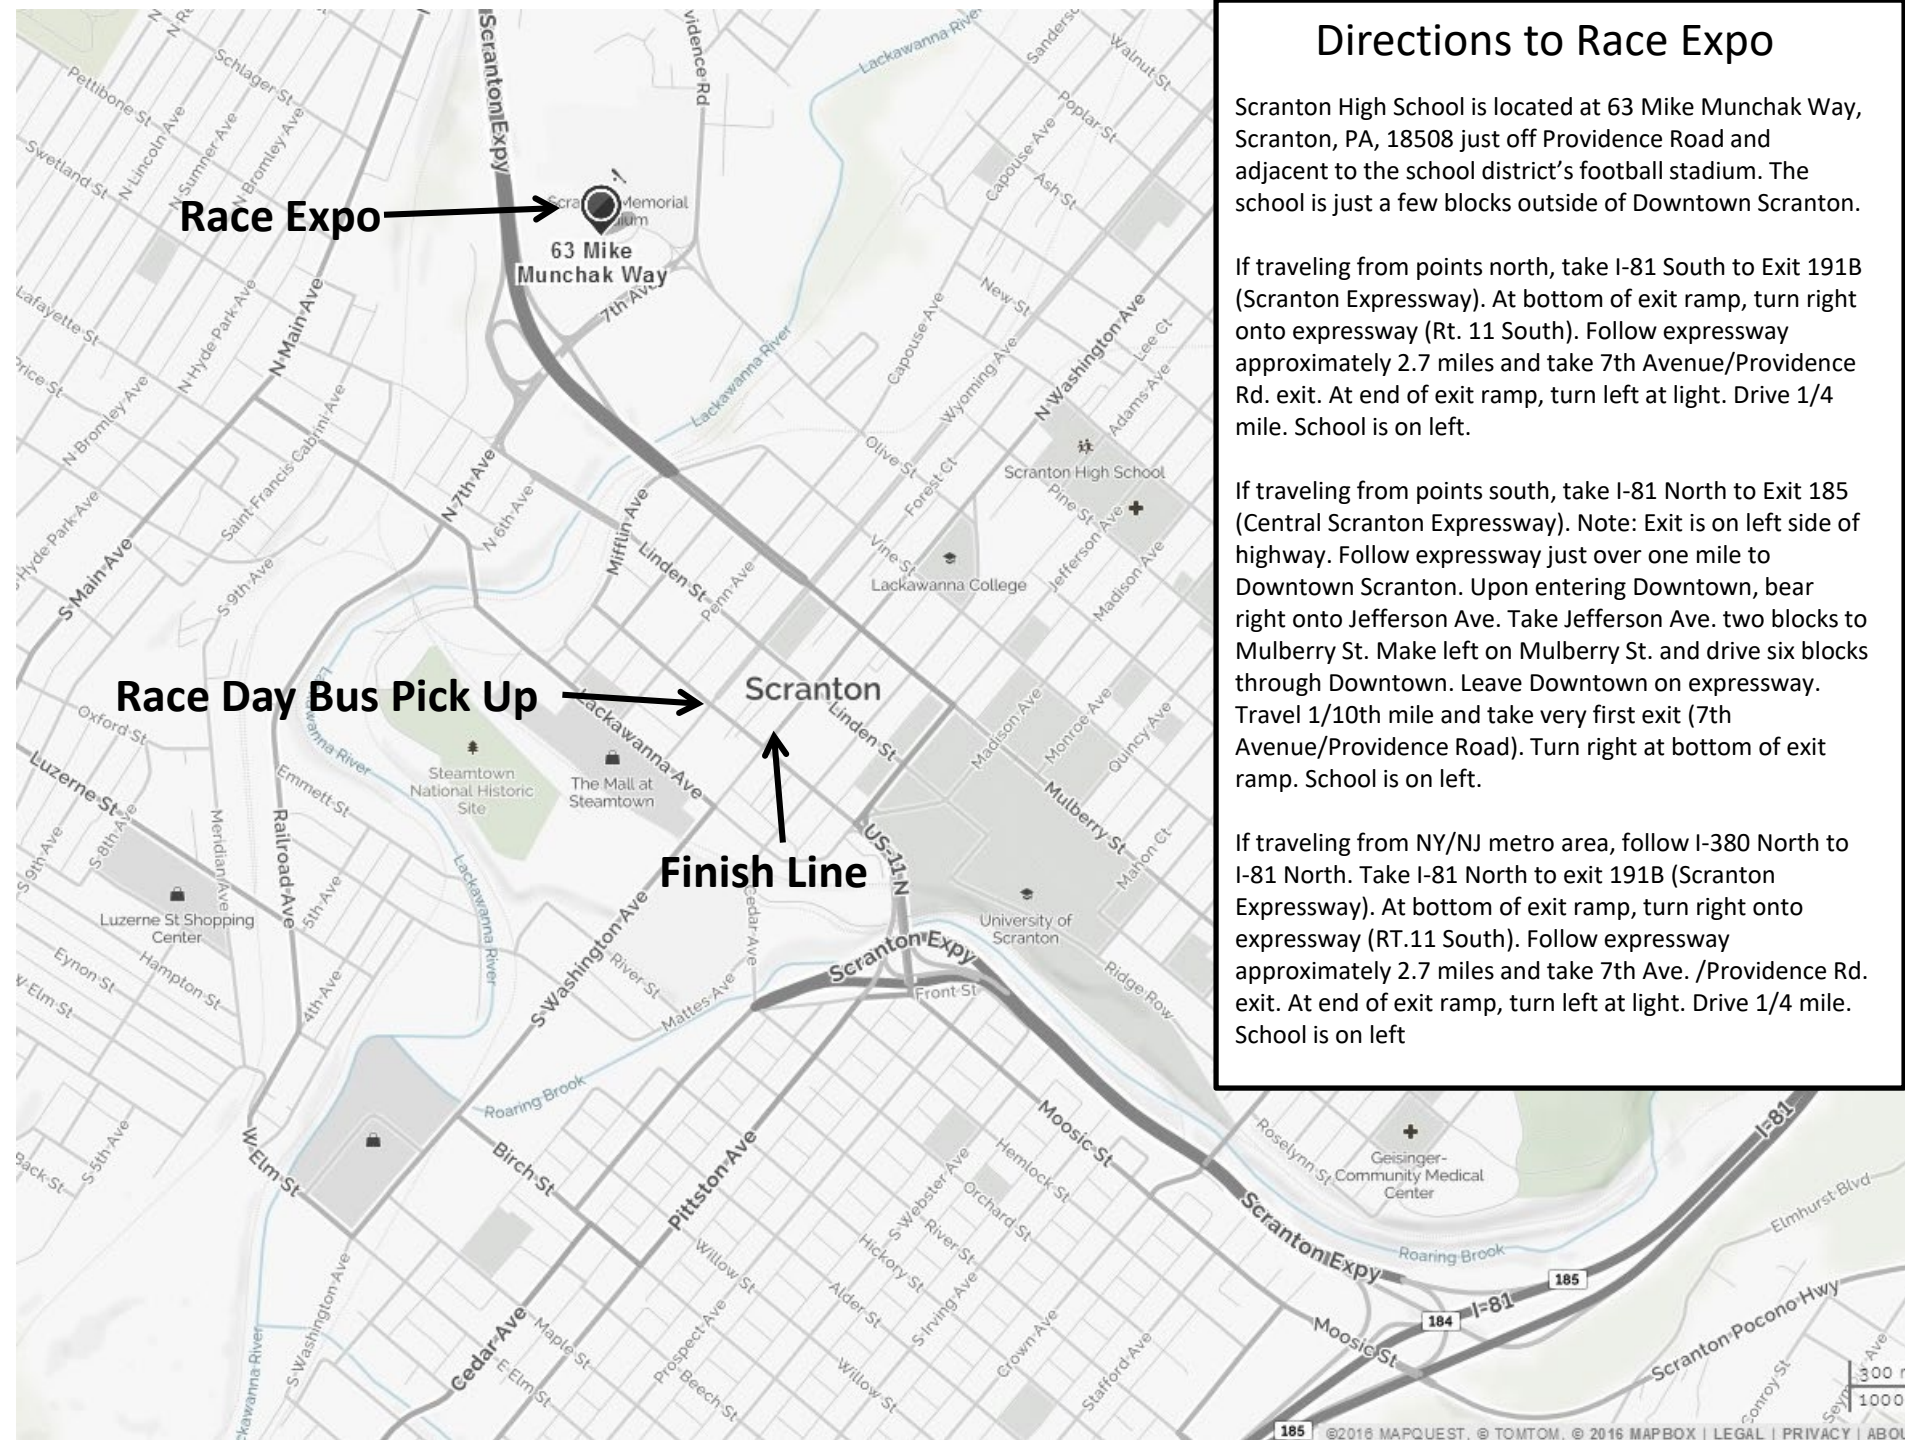 Directions to Race Expo
Scranton High School is located at 63 Mike Munchak Way,
Scranton, PA, 18508 just off Providence Road and
adjacent to the school district’s football stadium. The
school is just a few blocks outside of Downtown Scranton.
If traveling from points north, take I-81 South to Exit 191B
(Scranton Expressway). At bottom of exit ramp, turn right
onto expressway (Rt. 11 South). Follow expressway
approximately 2.7 miles and take 7th Avenue/Providence
Rd. exit. At end of exit ramp, turn left at light. Drive 1/4
mile. School is on left.
If traveling from points south, take I-81 North to Exit 185
(Central Scranton Expressway). Note: Exit is on left side of
highway. Follow expressway just over one mile to
Downtown Scranton. Upon entering Downtown, bear
right onto Jefferson Ave. Take Jefferson Ave. two blocks to
Mulberry St. Make left on Mulberry St. and drive six blocks
through Downtown. Leave Downtown on expressway.
Travel 1/10th mile and take very first exit (7th
Avenue/Providence Road). Turn right at bottom of exit
ramp. School is on left.
If traveling from NY/NJ metro area, follow I-380 North to
I-81 North. Take I-81 North to exit 191B (Scranton
Expressway). At bottom of exit ramp, turn right onto
expressway (RT.11 South). Follow expressway
approximately 2.7 miles and take 7th Ave. /Providence Rd.
exit. At end of exit ramp, turn left at light. Drive 1/4 mile.
School is on left
Race Expo
63 Mike
Munchak Way
Race Day Bus Pick Up
Finish Line
Scranton
Scranton Expy
Lackawanna River
Sanders
Walnut St
Poplar St
Capouse Ave
Ash St
Schlager St
Pettibone St
Swetland St
N Lincoln Ave
N Sumner Ave
N Bromley Ave
Memorial
7th Ave
New St
Lafayette St
N Hyde Park Ave
N Main Ave
Price St
N Bromley Ave
Saint Francis Cabrini Ave
Lackawanna River
Capouse Ave
Wyoming Ave
N Washington Ave
Lee Ct
Adams Ave
Olive St
Forest Ct
Scranton High School
Pine St
Jefferson Ave
Madison Ave
Vine St
Lackawanna College
N 7th Ave
N 6th Ave
Mifflin Ave
Linden St
Penn Ave
Hyde Park Ave
S Main Ave
S 9th Ave
Lackawanna River
Oxford St
Luzerne St
Emmett St
Steamtown
National Historic
Site
The Mall at
Steamtown
Lackawanna Ave
Linden St
Madison Ave
Monroe Ave
Quincy Ave
Mulberry St
Mahon Ct
US-11 N
S 9th Ave
S 8th Ave
Meridian Ave
Railroad Ave
5th Ave
Luzerne St Shopping
Center
Eynon St
Hampton St
W Elm St
4th Ave
Lackawanna River
S Washington Ave
River St
Mattes Ave
Cedar Ave
Scranton Expy
Front St
University of
Scranton
Ridge Row
Roaring Brook
Birch St
Pittston Ave
Moosic St
Hemlock St
Orchard St
S Webster Ave
River St
Hickory St
S Irving Ave
Willow St
Alder St
Back St
S 5th Ave
W Elm St
S Washington Ave
Lackawanna River
Cedar Ave
Maple St
E Elm St
Prospect Ave
Beech St
Willow St
Crown Ave
Stafford Ave
Roselynn St
Geisinger-
Community Medical
Center
Scranton Expy
Roaring Brook
I-81
Elmhurst Blvd
185
I-81
184
Moosic St
Scranton Pocono Hwy
Conroy St
300
1000
185
©2016 MAPQUEST, © TOMTOM, © 2016 MAPBOX | LEGAL | PRIVACY | ABOU